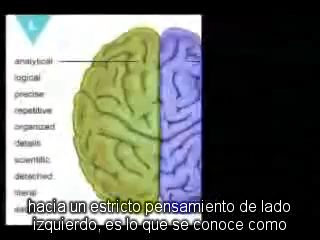 L
analytical
logical
precise
repetitive
organized
details
scientific
detached
literal
hacia un estricto pensamiento de lado
izquierdo, es lo que se conoce como